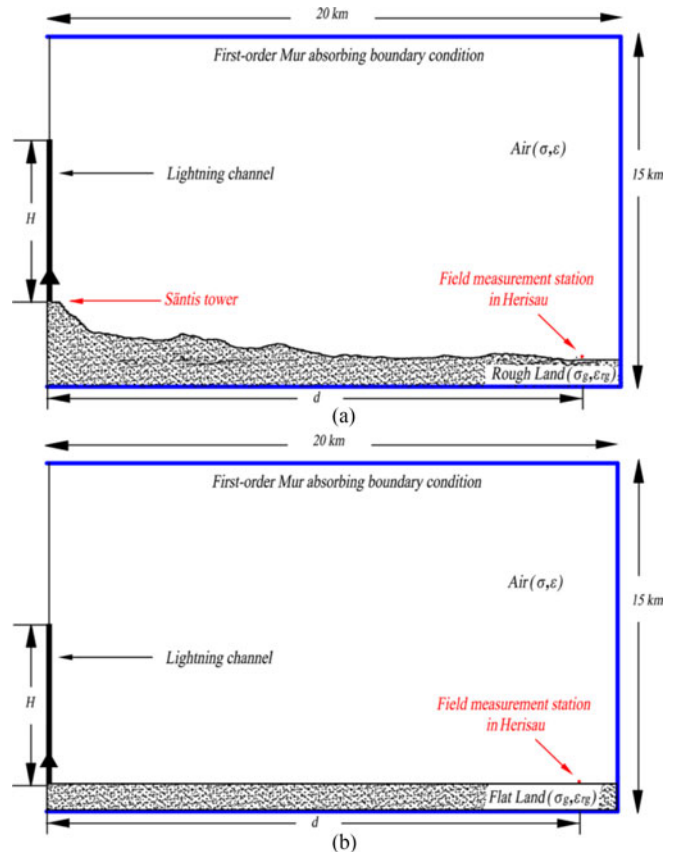 20 km
First-order Mur absorbing boundary condition
Air(σ,ε)
Lightning channel
15 km
H
Field measurement station
in Herisau
Säntis tower
Rough Land(σg,εrg)
d
(a)
20 km
First-order Mur absorbing boundary condition
Air(σ,ε)
15 km
Lightning channel
H
Field measurement station
in Herisau
Flat Land(σg,εrg)
d
(b)